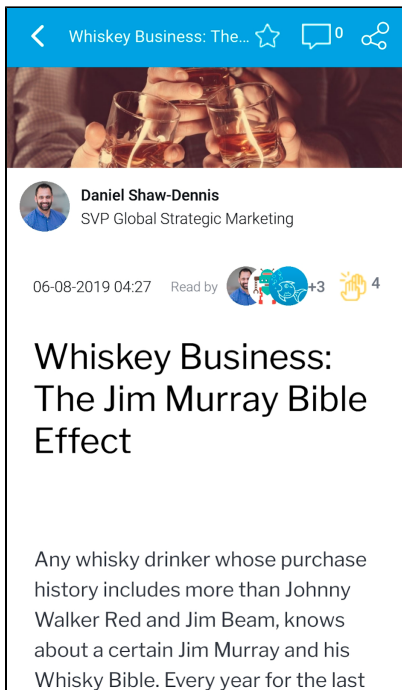 Whiskey Business: The...
0
Daniel Shaw-Dennis
SVP Global Strategic Marketing
06-08-2019 04:27
Read by
+3
4
Whiskey Business:
The Jim Murray Bible
Effect
Any whisky drinker whose purchase
history includes more than Johnny
Walker Red and Jim Beam, knows
about a certain Jim Murray and his
Whisky Bible. Every year for the last